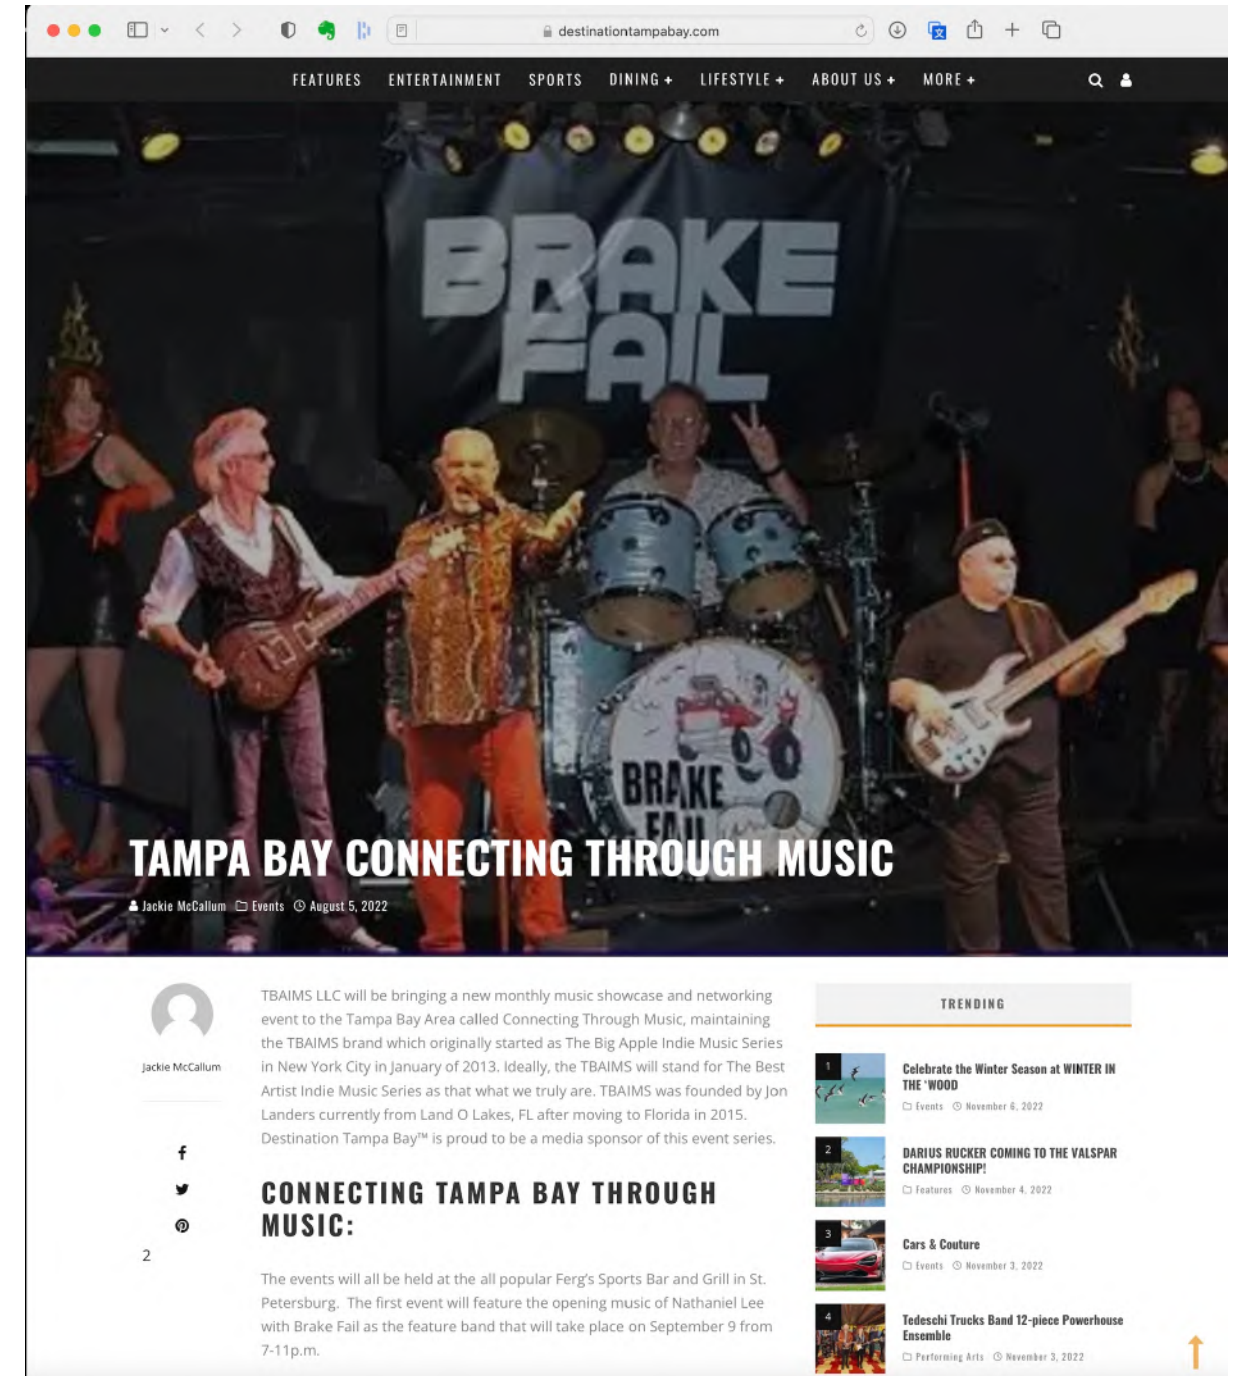 destinationtampabay.com
FEATURES ENTERTAINMENT SPORTS DINING + LIFESTYLE + ABOUT US + MORE +
BRAKE
FAIL
BRAKE
FAIL
TAMPA BAY CONNECTING THROUGH MUSIC
Jackie McCallum Events August 5, 2022
Jackie McCallum
2
TBAIMS LLC will be bringing a new monthly music showcase and networking
event to the Tampa Bay Area called Connecting Through Music, maintaining
the TBAIMS brand which originally started as The Big Apple Indie Music Series
in New York City in January of 2013. Ideally, the TBAIMS will stand for The Best
Artist Indie Music Series as that what we truly are. TBAIMS was founded by Jon
Landers currently from Land O Lakes, FL after moving to Florida in 2015.
Destination Tampa Bay™ is proud to be a media sponsor of this event series.
CONNECTING TAMPA BAY THROUGH
MUSIC:
The events will all be held at the all popular Ferg's Sports Bar and Grill in St.
Petersburg. The first event will feature the opening music of Nathaniel Lee
with Brake Fail as the feature band that will take place on September 9 from
7-11p.m.
TRENDING
1
Celebrate the Winter Season at WINTER IN
THE `WOOD
Events November 6, 2022
2
DARIUS RUCKER COMING TO THE VALSPAR
CHAMPIONSHIP!
Features November 4, 2022
3
Cars & Couture
Events November 3, 2022
4
Tedeschi Trucks Band 12-piece Powerhouse
Ensemble
Performing Arts November 3, 2022